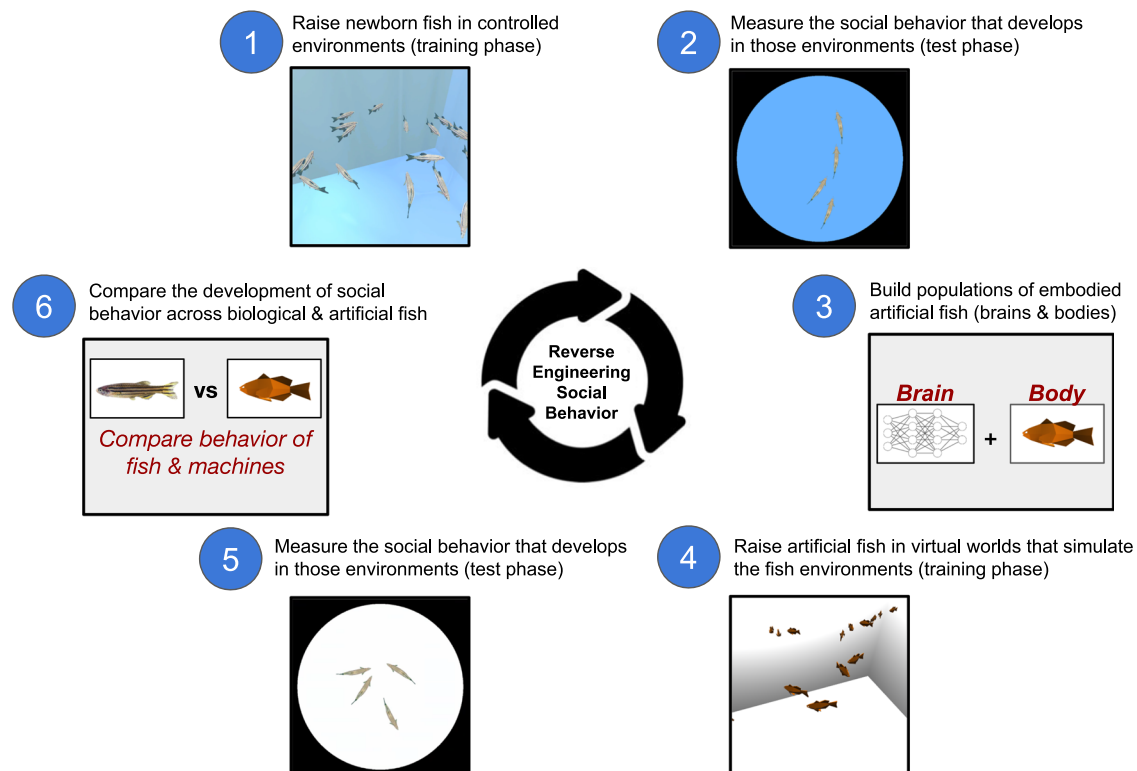 1
Raise newborn fish in controlled
environments (training phase)
2
Measure the social behavior that develops
in those environments (test phase)
3
Build populations of embodied
artificial fish (brains & bodies)
Brain
+
Body
4
Raise artificial fish in virtual worlds that simulate
the fish environments (training phase)
5
Measure the social behavior that develops
in those environments (test phase)
6
Compare the development of social
behavior across biological & artificial fish
vs
Compare behavior of
fish & machines
Reverse
Engineering
Social
Behavior